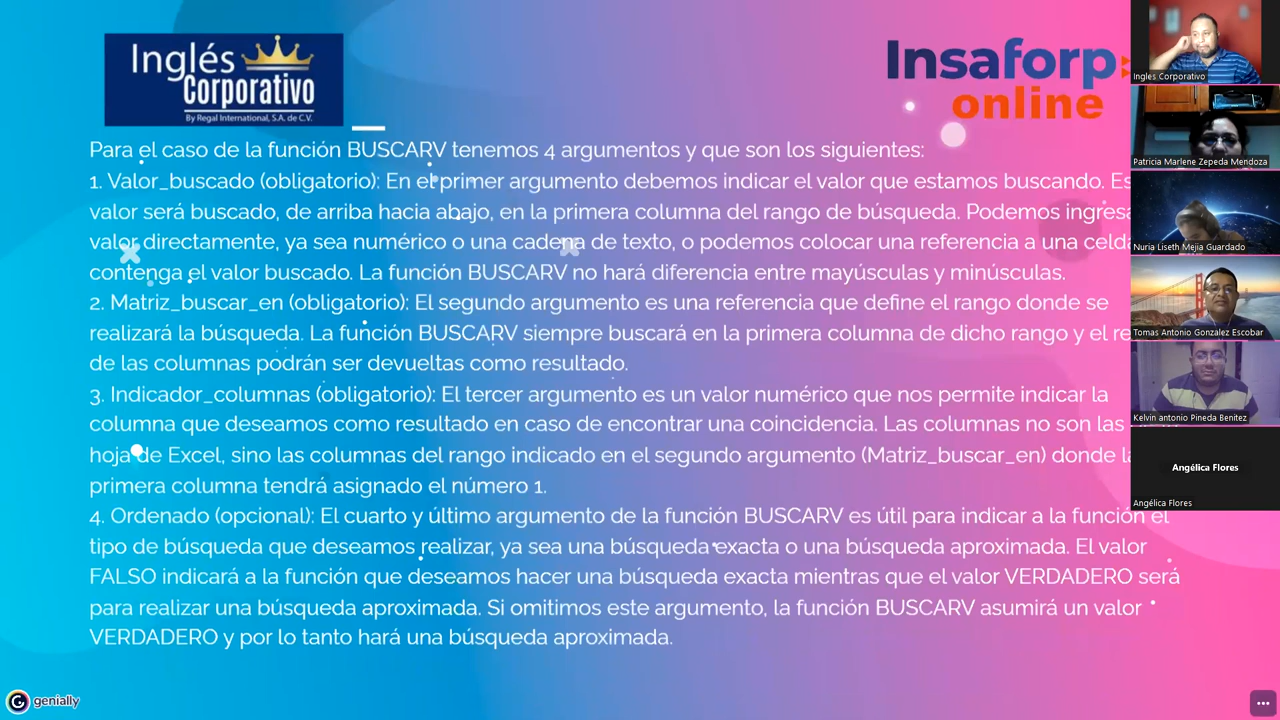 Inglés
Corporativo
By Regal International, S.A. de C.V.
Insaforp
online
Para el caso de la función BUSCARV tenemos 4 argumentos y que son los siguientes:
1. Valor_buscado (obligatorio): En el primer argumento debemos indicar el valor que estamos buscando.
valor será buscado, de arriba hacia abajo, en la primera columna del rango de búsqueda. Podemos
valor directamente, ya sea numérico o una cadena de texto, o podemos colocar una referencia a una
contenga el valor buscado. La función BUSCARV no hará diferencia entre mayúsculas y minúsculas.
2. Matriz_buscar_en (obligatorio): El segundo argumento es una referencia que define el rango donde se
realizará la búsqueda. La función BUSCARV siempre buscará en la primera columna de dicho rango y el
de las columnas podrán ser devueltas como resultado.
3. Indicador_columnas (obligatorio): El tercer argumento es un valor numérico que nos permite indicar la
columna que deseamos como resultado en caso de encontrar una coincidencia. Las columnas no son las
hoja de Excel, sino las columnas del rango indicado en el segundo argumento (Matriz_buscar_en) donde
primera columna tendrá asignado el número 1.
4. Ordenado (opcional): El cuarto y último argumento de la función BUSCARV es útil para indicar a la función el
tipo de búsqueda que deseamos realizar, ya sea una búsqueda exacta o una búsqueda aproximada. El valor
FALSO indicará a la función que deseamos hacer una búsqueda exacta mientras que el valor VERDADERO será
para realizar una búsqueda aproximada. Si omitimos este argumento, la función BUSCARV asumirá un valor
VERDADERO y por lo tanto hará una búsqueda aproximada.
genially
Ingles Corporativo
Patricia Marlene Zepeda Mendoza
Nuria Liseth Mejia Guardado
Tomas Antonio Gonzalez Escobar
Kelvin antonio Pineda Benitez
Angélica Flores
Angélica Flores